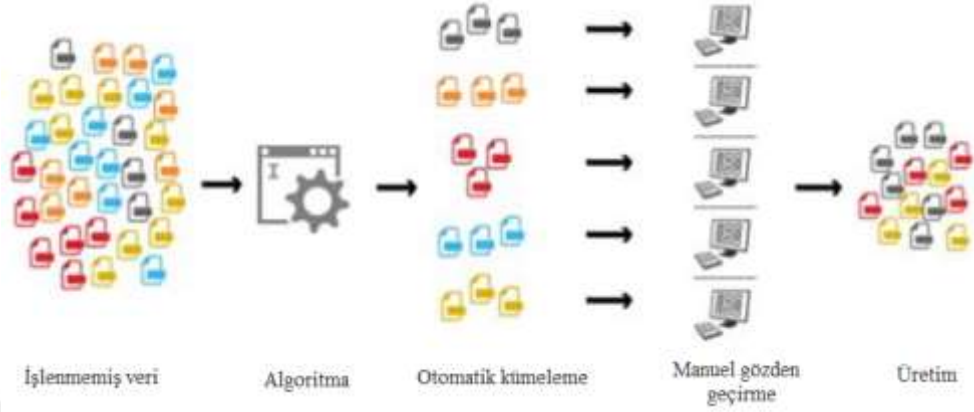 İşlenmemiş veri
Algoritma
Otomatik kümeleme
Manuel gözden
geçirme
Üretim